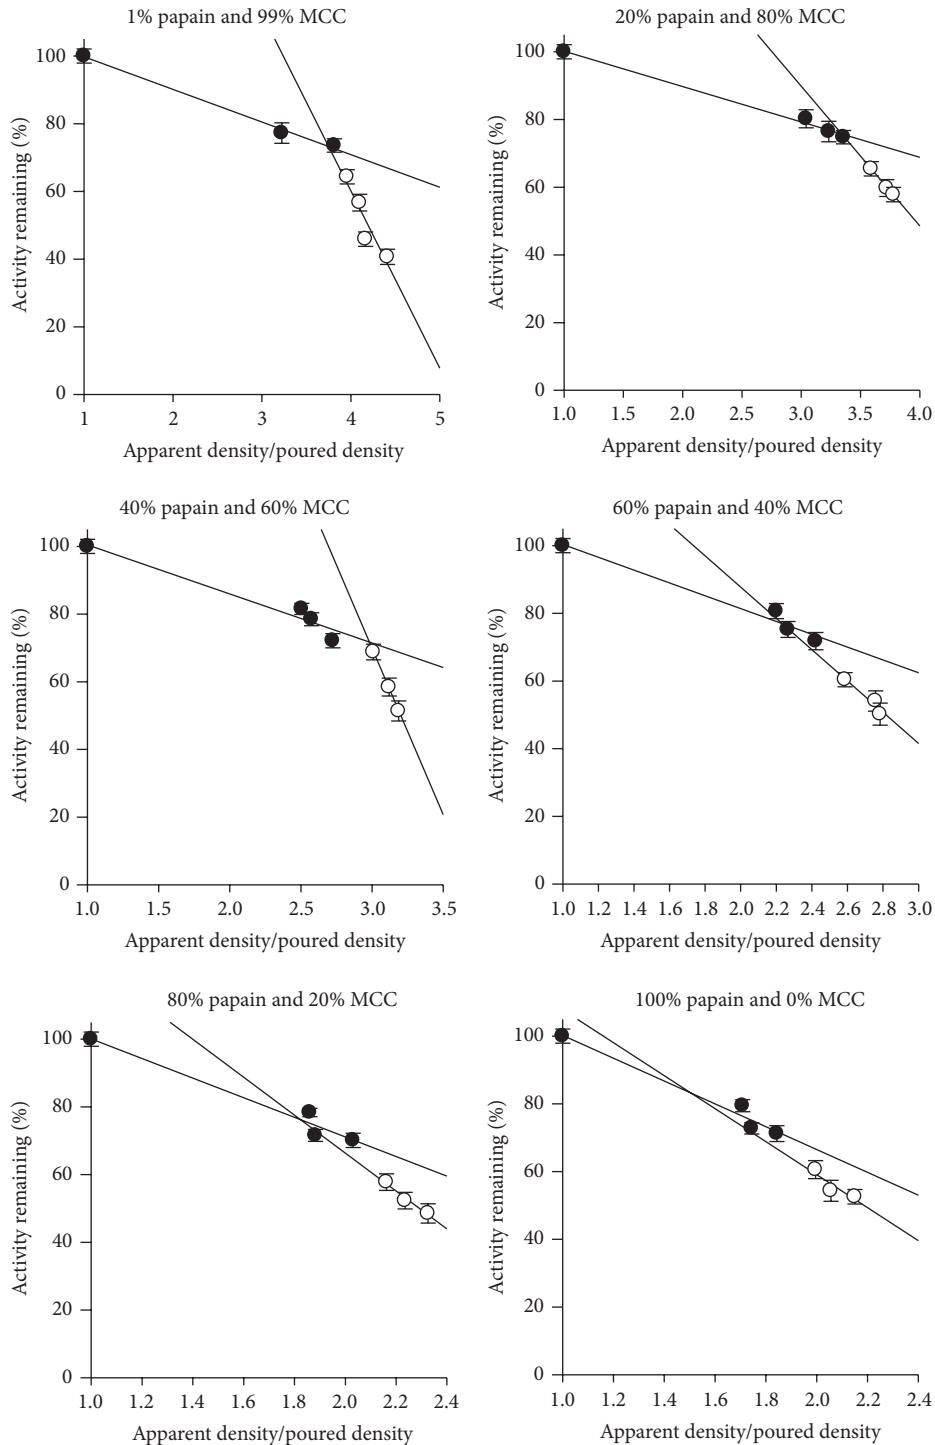 1% papain and 99% MCC
Activity remaining (%)
100
80
60
40
20
0
1 2 3 4 5
Apparent density/poured density
20% papain and 80% MCC
Activity remaining (%)
100
80
60
40
20
0
1.0 1.5 2.0 2.5 3.0 3.5 4.0
Apparent density/poured density
40% papain and 60% MCC
Activity remaining (%)
100
80
60
40
20
0
1.0 1.5 2.0 2.5 3.0 3.5
Apparent density/poured density
60% papain and 40% MCC
Activity remaining (%)
100
80
60
40
20
0
1.0 1.2 1.4 1.6 1.8 2.0 2.2 2.4 2.6 2.8 3.0
Apparent density/poured density
80% papain and 20% MCC
Activity remaining (%)
100
80
60
40
20
0
1.0 1.2 1.4 1.6 1.8 2.0 2.2 2.4
Apparent density/poured density
100% papain and 0% MCC
Activity remaining (%)
100
80
60
40
20
0
1.0 1.2 1.4 1.6 1.8 2.0 2.2 2.4
Apparent density/poured density